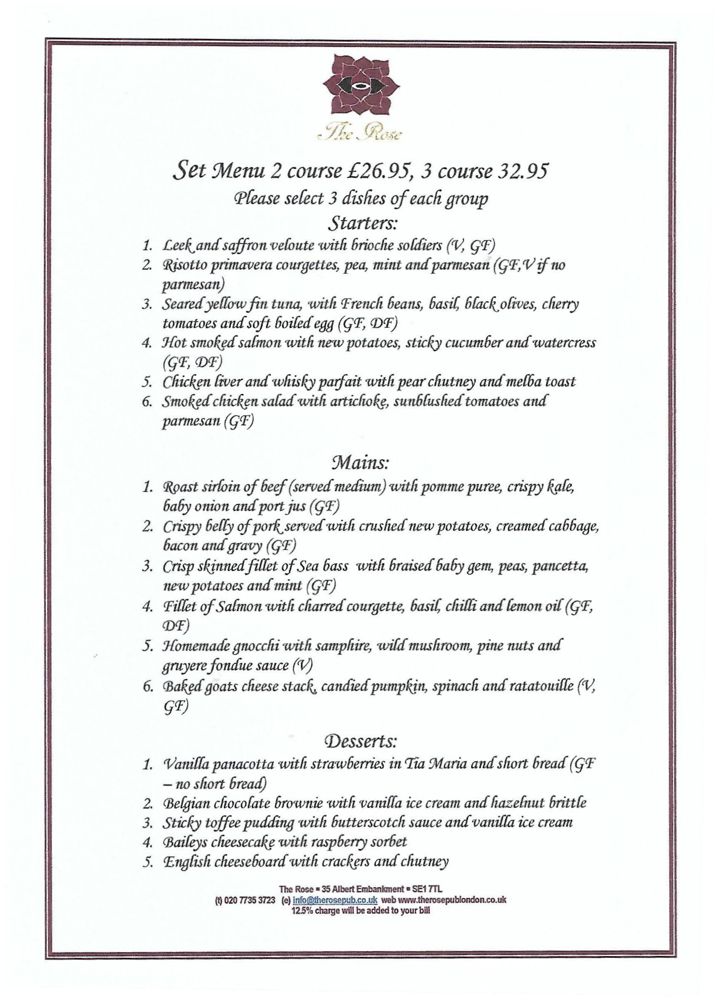 The Rose
Set Menu 2 course £26.95, 3 course 32.95
Please select 3 dishes of each group
Starters:
1. Leek and saffron veloute with brioche soldiers (V, GF)
2. Risotto primavera courgettes, pea, mint and parmesan (GF,V if no
parmesan)
3. Seared yellow fin tuna, with French beans, basil, black olives, cherry
tomatoes and soft boiled egg (GF, DF)
4. Hot smoked salmon with new potatoes, sticky cucumber and watercress
(GF, DF)
5. Chicken liver and whisky parfait with pear chutney and melba toast
6. Smoked chicken salad with artichoke, sunblushed tomatoes and
parmesan (GF)
Mains:
1. Roast sirloin of beef (served medium) with pomme puree, crispy kale,
baby onion and port jus (GF)
2. Crispy belly of pork served with crushed new potatoes, creamed cabbage,
bacon and gravy (GF)
3. Crisp skinned fillet of Sea bass with braised baby gem, peas, pancetta,
new potatoes and mint (GF)
4. Fillet of Salmon with charred courgette, basil, chilli and lemon oil (GF,
DF)
5. Homemade gnocchi with samphire, wild mushroom, pine nuts and
gruyere fondue sauce (V)
6. Baked goats cheese stack, candied pumpkin, spinach and ratatouille (V,
GF)
Desserts:
1. Vanilla panacotta with strawberries in Tia Maria and short bread (GF
– no short bread)
2. Belgian chocolate brownie with vanilla ice cream and hazelnut brittle
3. Sticky toffee pudding with butterscotch sauce and vanilla ice cream
4. Baileys cheesecake with raspberry sorbet
5. English cheeseboard with crackers and chutney
The Rose ▪ 35 Albert Embankment ▪ SE1 7TL
(t) 020 7735 3723 (e) info@therosepub.co.uk web www.therosepublondon.co.uk
12.5% charge will be added to your bill